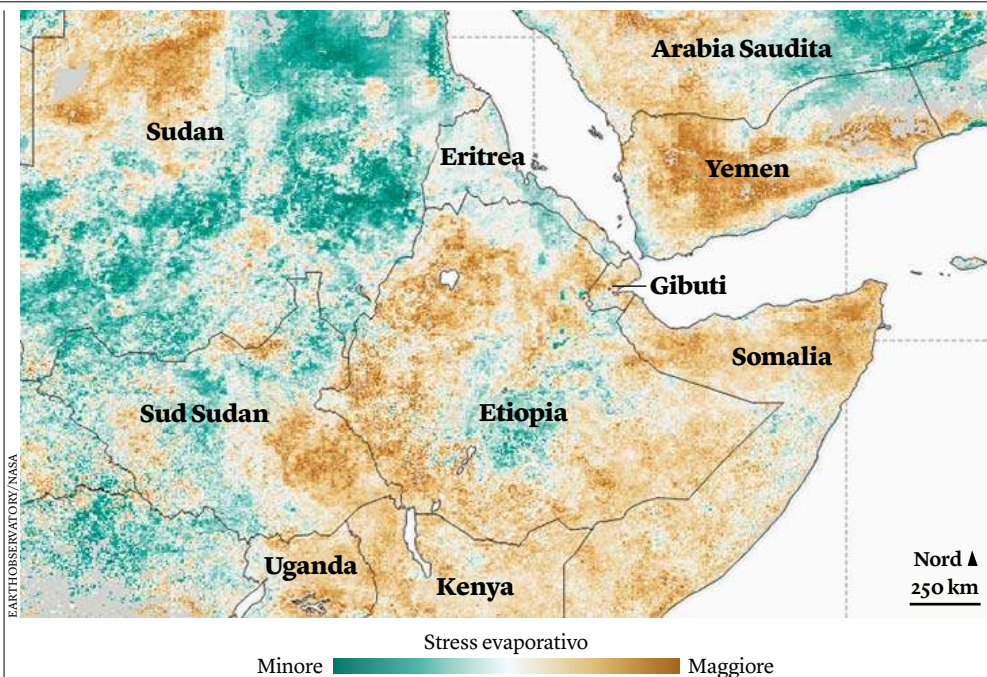 Arabia Saudita
Sudan
Eritrea
Yemen
Gibuti
Somalia
Sud Sudan
Etiopia
Uganda
Kenya
Nord
250 km
EARTHOBSERVATORY/NASA
Stress evaporativo
Minore
Maggiore